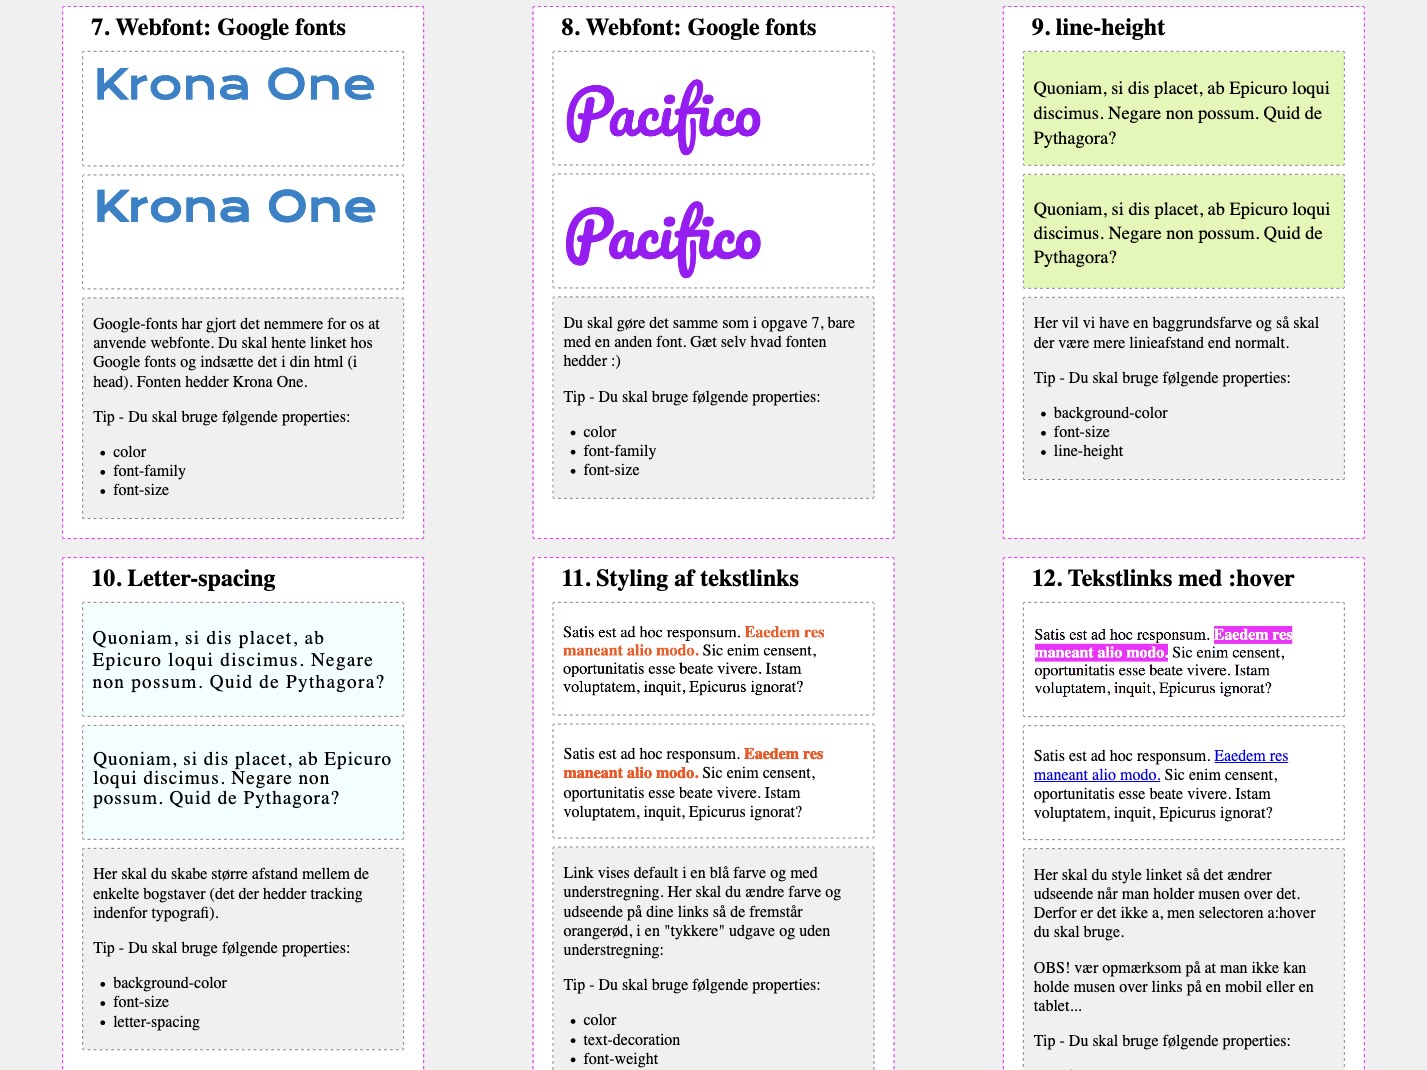 7. Webfont: Google fonts
Krona One
Krona One
Google-fonts har gjort det nemmere for os at
anvende webfonte. Du skal hente linket hos
Google fonts og indsætte det i din html (i
head). Fonten hedder Krona One.
Tip - Du skal bruge følgende properties:
• color
• font-family
• font-size
8. Webfont: Google fonts
Pacifico
Pacifico
Du skal gøre det samme som i opgave 7, bare
med en anden font. Gæt selv hvad fonten
hedder :)
Tip - Du skal bruge følgende properties:
• color
• font-family
• font-size
9. line-height
Quoniam, si dis placet, ab Epicuro loqui
discimus. Negare non possum. Quid de
Pythagora?
Quoniam, si dis placet, ab Epicuro loqui
discimus. Negare non possum. Quid de
Pythagora?
Her vil vi have en baggrundsfarve og så skal
der være mere linieafstand end normalt.
Tip - Du skal bruge følgende properties:
• background-color
• font-size
• line-height
10. Letter-spacing
Quoniam, si dis placet, ab
Epicuro loqui discimus. Negare
non possum. Quid de Pythagora?
Quoniam, si dis placet, ab Epicuro
loqui discimus. Negare non
possum. Quid de Pythagora?
Her skal du skabe større afstand mellem de
enkelte bogstaver (det der hedder tracking
indenfor typografi).
Tip - Du skal bruge følgende properties:
• background-color
• font-size
• letter-spacing
11. Styling af tekstlinks
Satis est ad hoc responsum. Eaedem res
maneant alio modo. Sic enim censent,
oportunitatis esse beate vivere. Istam
voluptatem, inquit, Epicurus ignorat?
Satis est ad hoc responsum. Eaedem res
maneant alio modo. Sic enim censent,
oportunitatis esse beate vivere. Istam
voluptatem, inquit, Epicurus ignorat?
Link vises default i en blå farve og med
understregning. Her skal du ændre farve og
udseende på dine links så de fremstår
orangerød, i en "tykkere" udgave og uden
understregning:
Tip - Du skal bruge følgende properties:
• color
• text-decoration
• font-weight
12. Tekstlinks med :hover
Satis est ad hoc responsum. Eaedem res
maneant alio modo. Sic enim censent,
oportunitatis esse beate vivere. Istam
voluptatem, inquit, Epicurus ignorat?
Satis est ad hoc responsum. Eaedem res
maneant alio modo. Sic enim censent,
oportunitatis esse beate vivere. Istam
voluptatem, inquit, Epicurus ignorat?
Her skal du style linket så det ændrer
udseende når man holder musen over det.
Derfor er det ikke a, men selectoren a:hover
du skal bruge.
OBS! vær opmærksom på at man ikke kan
holde musen over links på en mobil eller en
tablet...
Tip - Du skal bruge følgende properties: